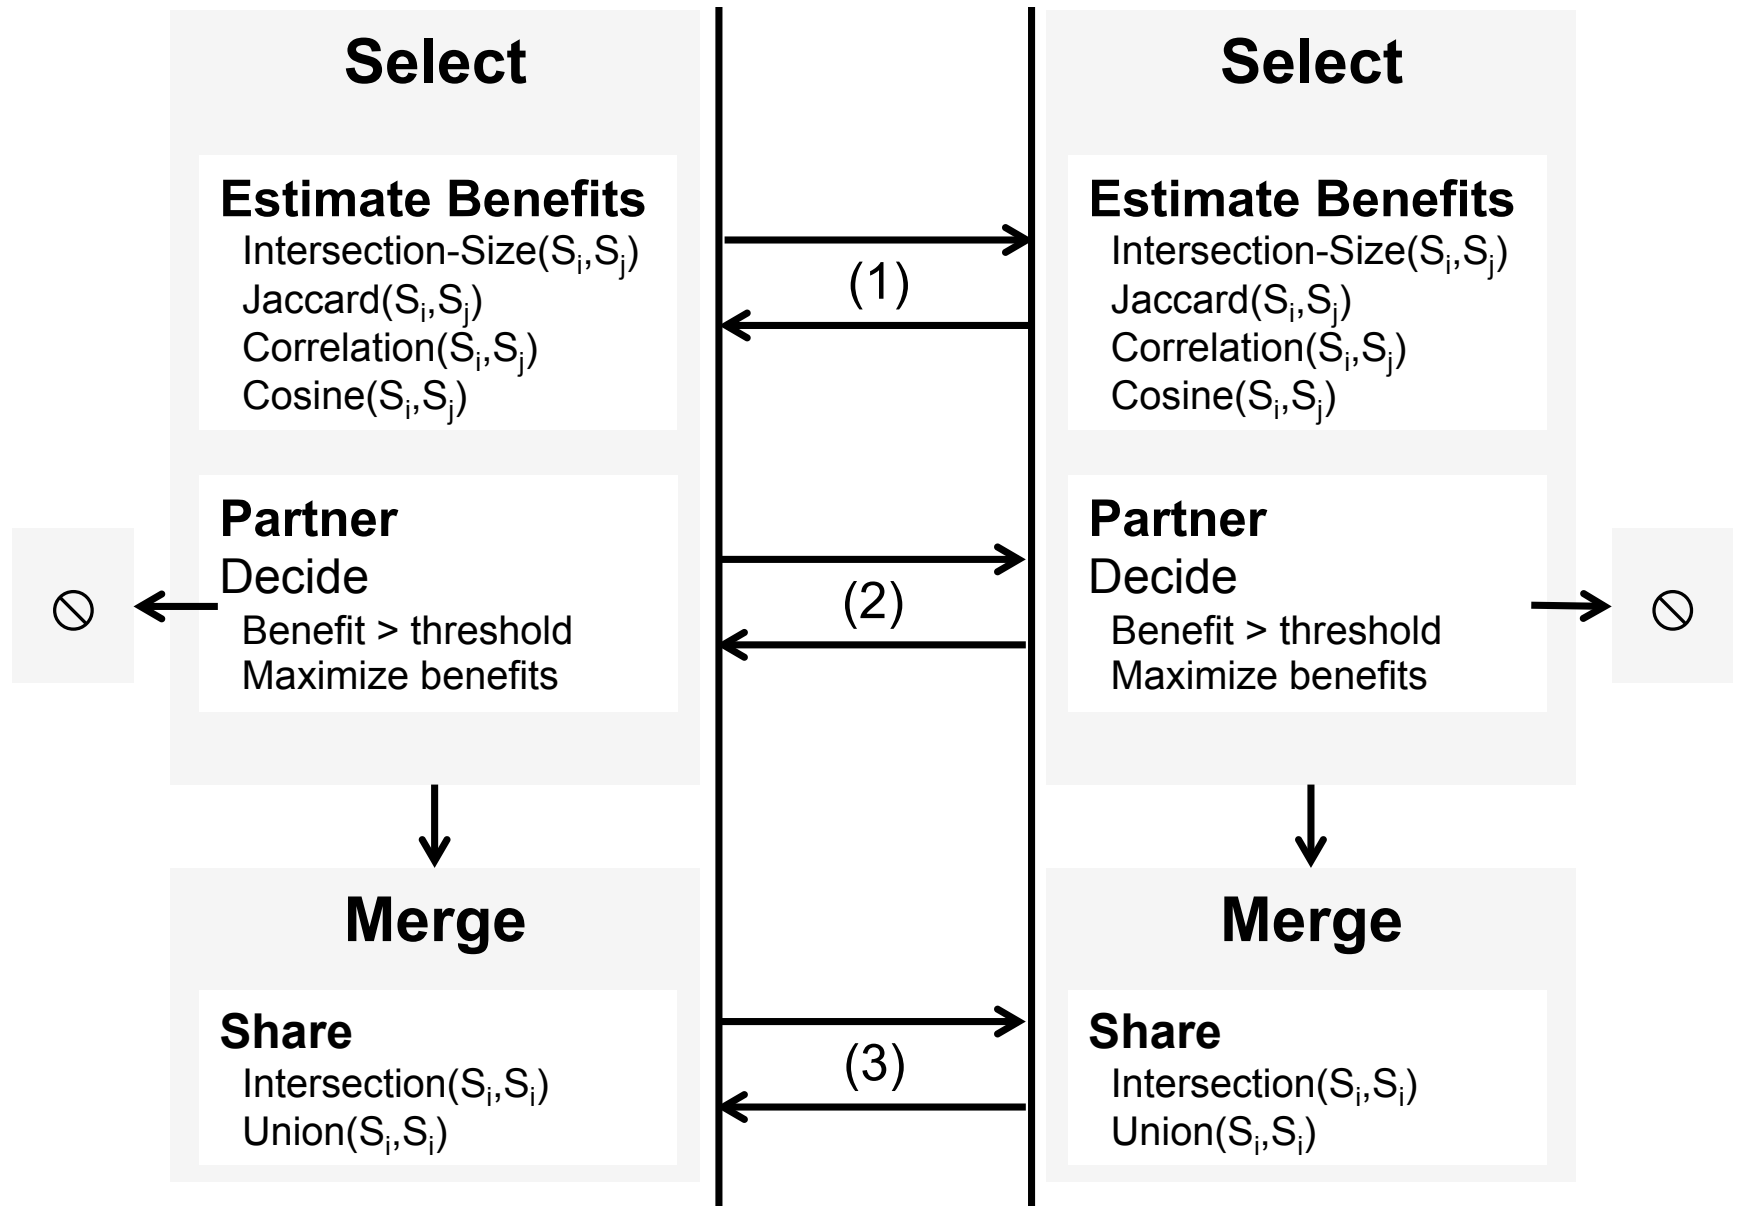 Select
Estimate Benefits
Intersection-Size(Sᵢ,Sⱼ)
Jaccard(Sᵢ,Sⱼ)
Correlation(Sᵢ,Sⱼ)
Cosine(Sᵢ,Sⱼ)
Partner
Decide
Benefit > threshold
Maximize benefits
Merge
Share
Intersection(Sᵢ,Sᵢ)
Union(Sᵢ,Sᵢ)
(1)
(2)
(3)
Select
Estimate Benefits
Intersection-Size(Sᵢ,Sⱼ)
Jaccard(Sᵢ,Sⱼ)
Correlation(Sᵢ,Sⱼ)
Cosine(Sᵢ,Sⱼ)
Partner
Decide
Benefit > threshold
Maximize benefits
Merge
Share
Intersection(Sᵢ,Sᵢ)
Union(Sᵢ,Sᵢ)